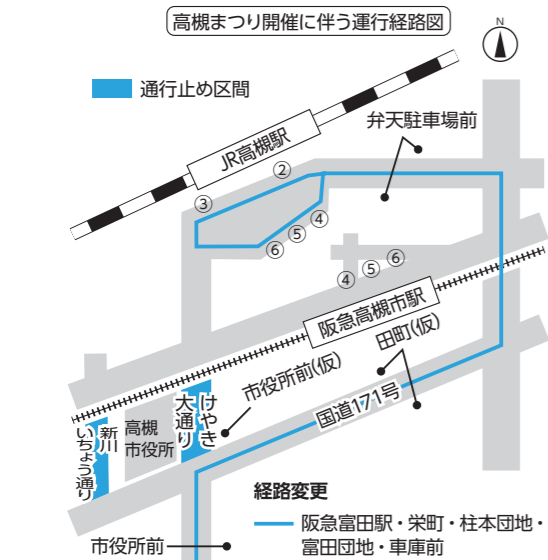 高槻まつり開催に伴う運行経路図
N
通行止め区間
弁天駐車場前
JR高槻駅
②
③
④
⑤
⑥
④
⑤
⑥
阪急高槻市駅
田町(仮)
市役所前(仮)
国道171号
けやき
大通り
高槻
市役所
新川
いちょう通り
経路変更
阪急富田駅・栄町・柱本団地・
富田団地・車庫前
市役所前